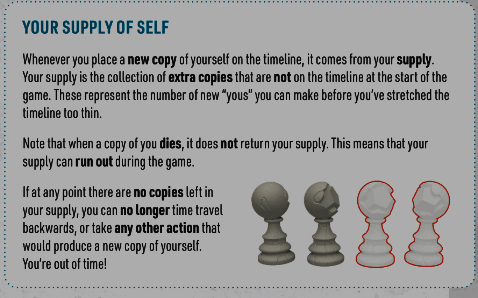 YOUR SUPPLY OF SELF
Whenever you place a new copy of yourself on the timeline, it comes from your supply.
Your supply is the collection of extra copies that are not on the timeline at the start of the
game. These represent the number of new “yous” you can make before you’ve stretched the
timeline too thin.
Note that when a copy of you dies, it does not return your supply. This means that your
supply can run out during the game.
If at any point there are no copies left in
your supply, you can no longer time travel
backwards, or take any other action that
would produce a new copy of yourself.
You’re out of time!